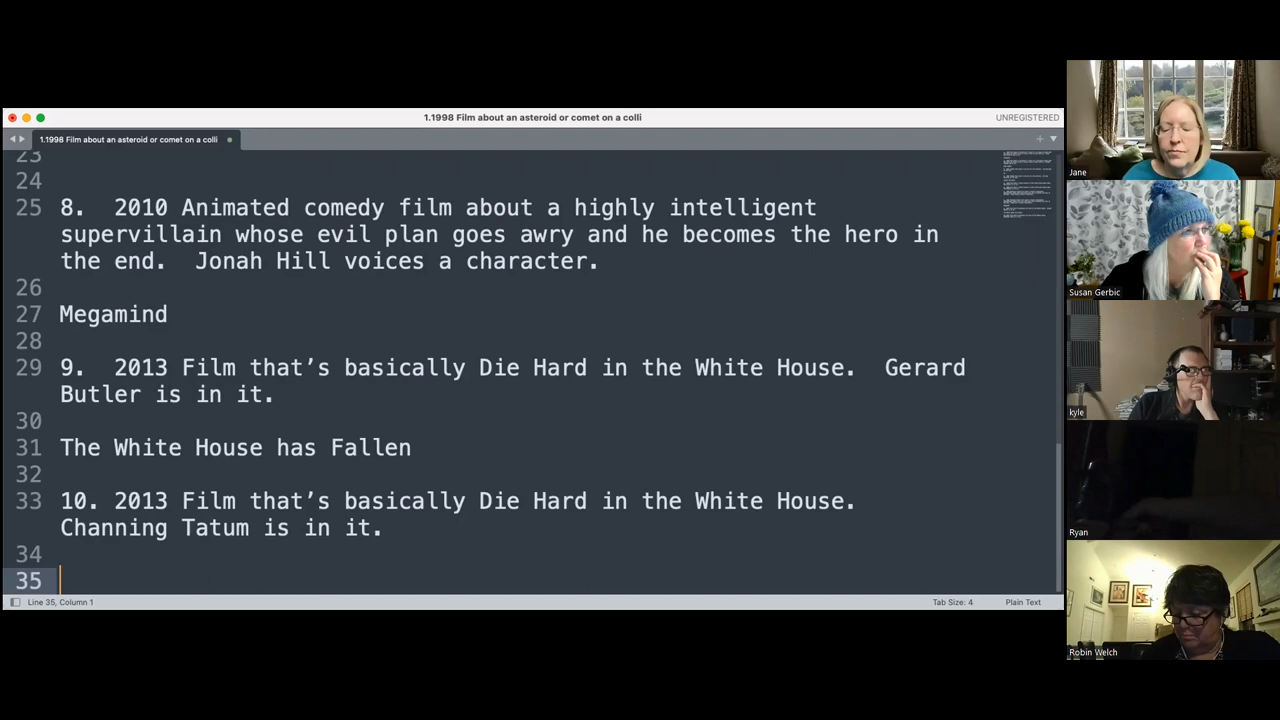 1.1998 Film about an asteroid or comet on a colli
UNREGISTERED
1.1998 Film about an asteroid or comet on a colli
23
24
25 8.  2010 Animated comedy film about a highly intelligent
supervillain whose evil plan goes awry and he becomes the hero in
the end.  Jonah Hill voices a character.
26
27 Megamind
28
29 9.  2013 Film that’s basically Die Hard in the White House.  Gerard
Butler is in it.
30
31 The White House has Fallen
32
33 10. 2013 Film that’s basically Die Hard in the White House.
Channing Tatum is in it.
34
35
Line 35, Column 1
Tab Size: 4
Plain Text
Jane
Susan Gerbic
kyle
Ryan
Robin Welch